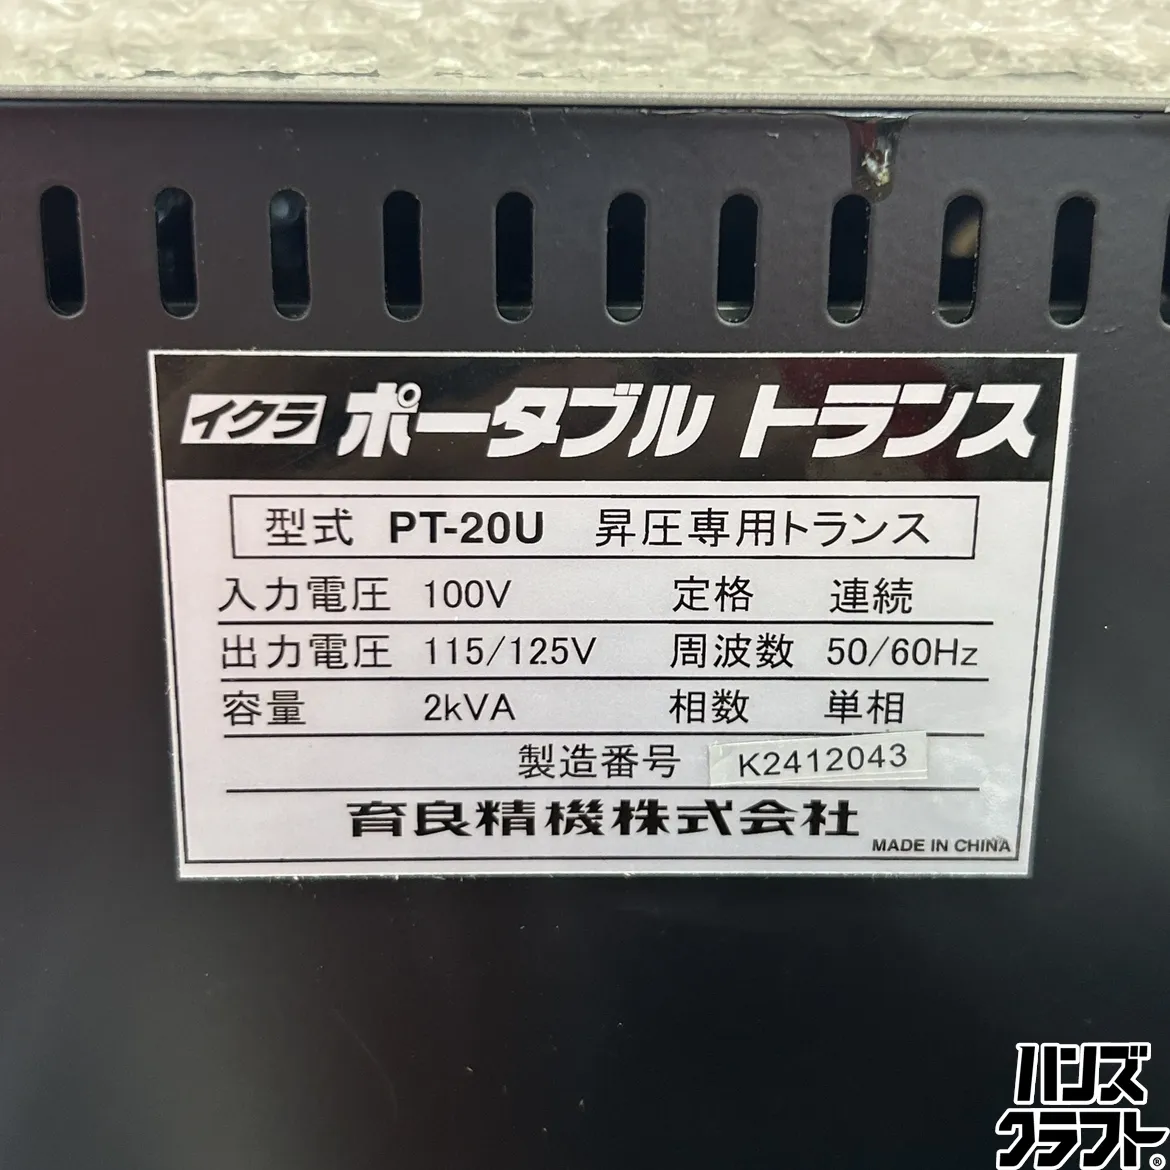 イクラ ポータブル トランス
型式 PT-20U 昇圧専用トランス
入力電圧 100V 定格 連続
出力電圧 115/125V 周波数 50/60Hz
容量 2kVA 相数 単相
製造番号 K2412043
育良精機株式会社
MADE IN CHINA
ハンズ
クラフト®